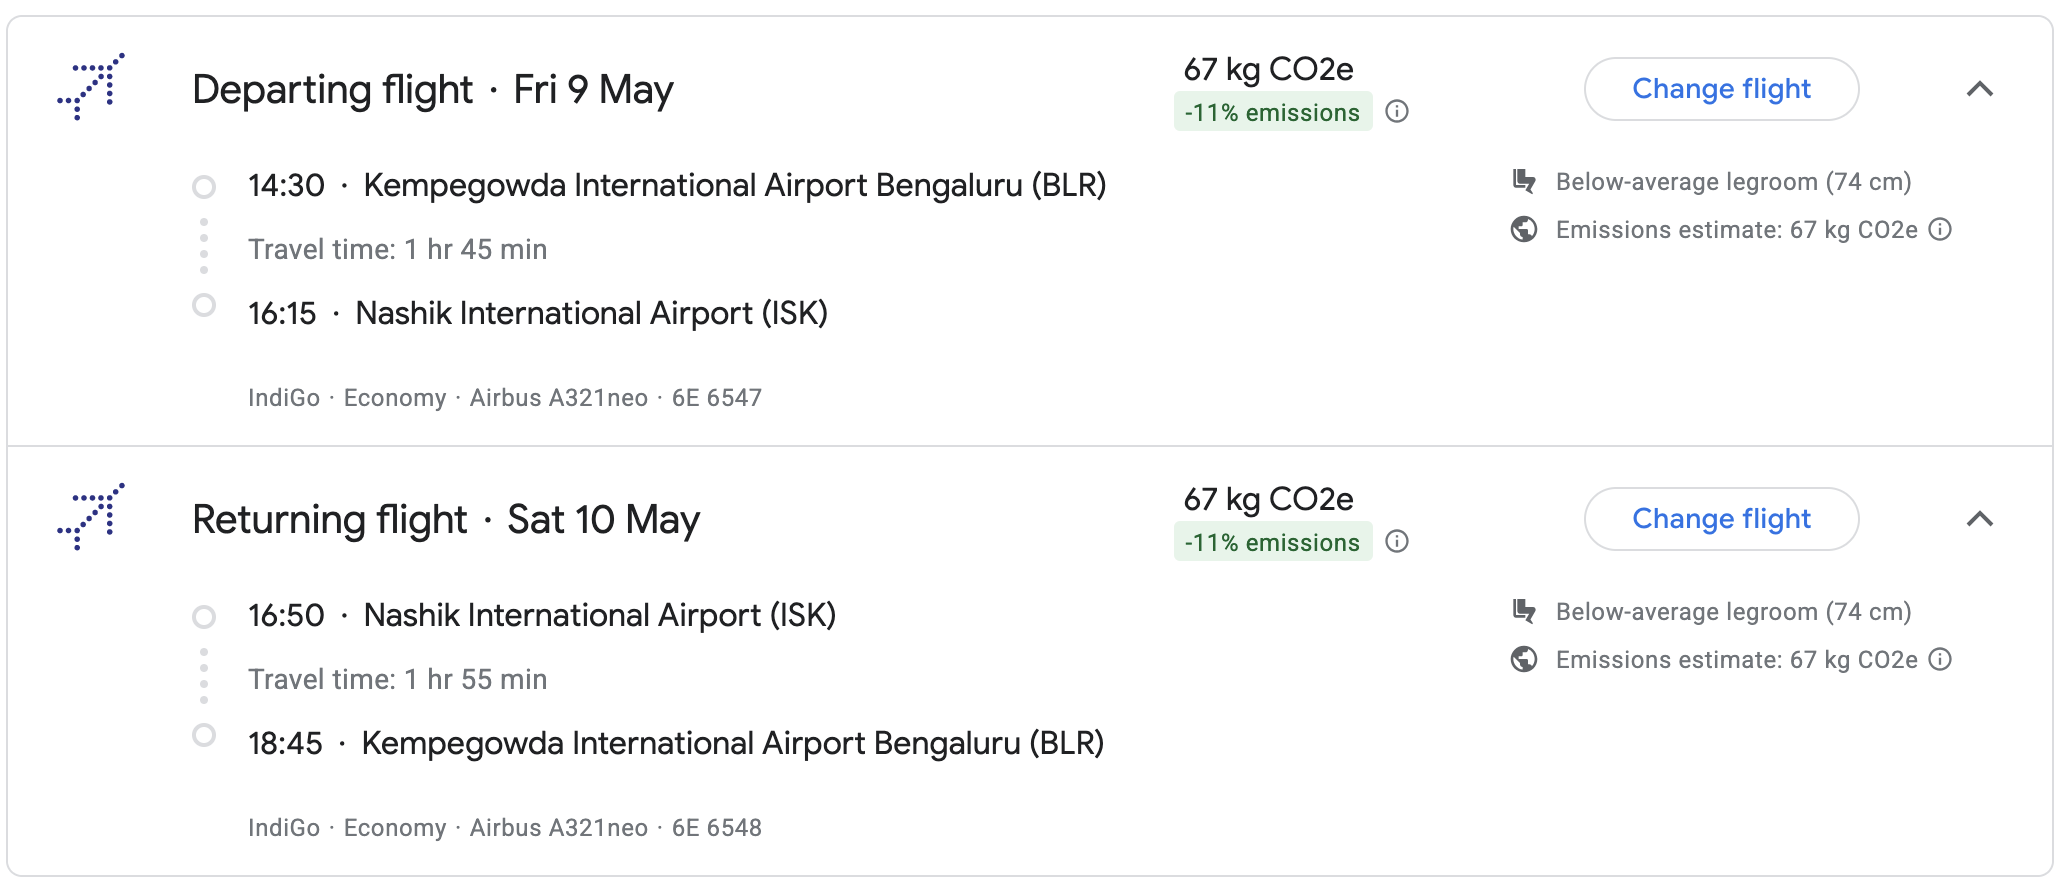 Departing flight · Fri 9 May
67 kg CO2e
-11% emissions
Change flight
14:30 · Kempegowda International Airport Bengaluru (BLR)
Travel time: 1 hr 45 min
16:15 · Nashik International Airport (ISK)
Below-average legroom (74 cm)
Emissions estimate: 67 kg CO2e
IndiGo · Economy · Airbus A321neo · 6E 6547
Returning flight · Sat 10 May
67 kg CO2e
-11% emissions
Change flight
16:50 · Nashik International Airport (ISK)
Travel time: 1 hr 55 min
18:45 · Kempegowda International Airport Bengaluru (BLR)
Below-average legroom (74 cm)
Emissions estimate: 67 kg CO2e
IndiGo · Economy · Airbus A321neo · 6E 6548